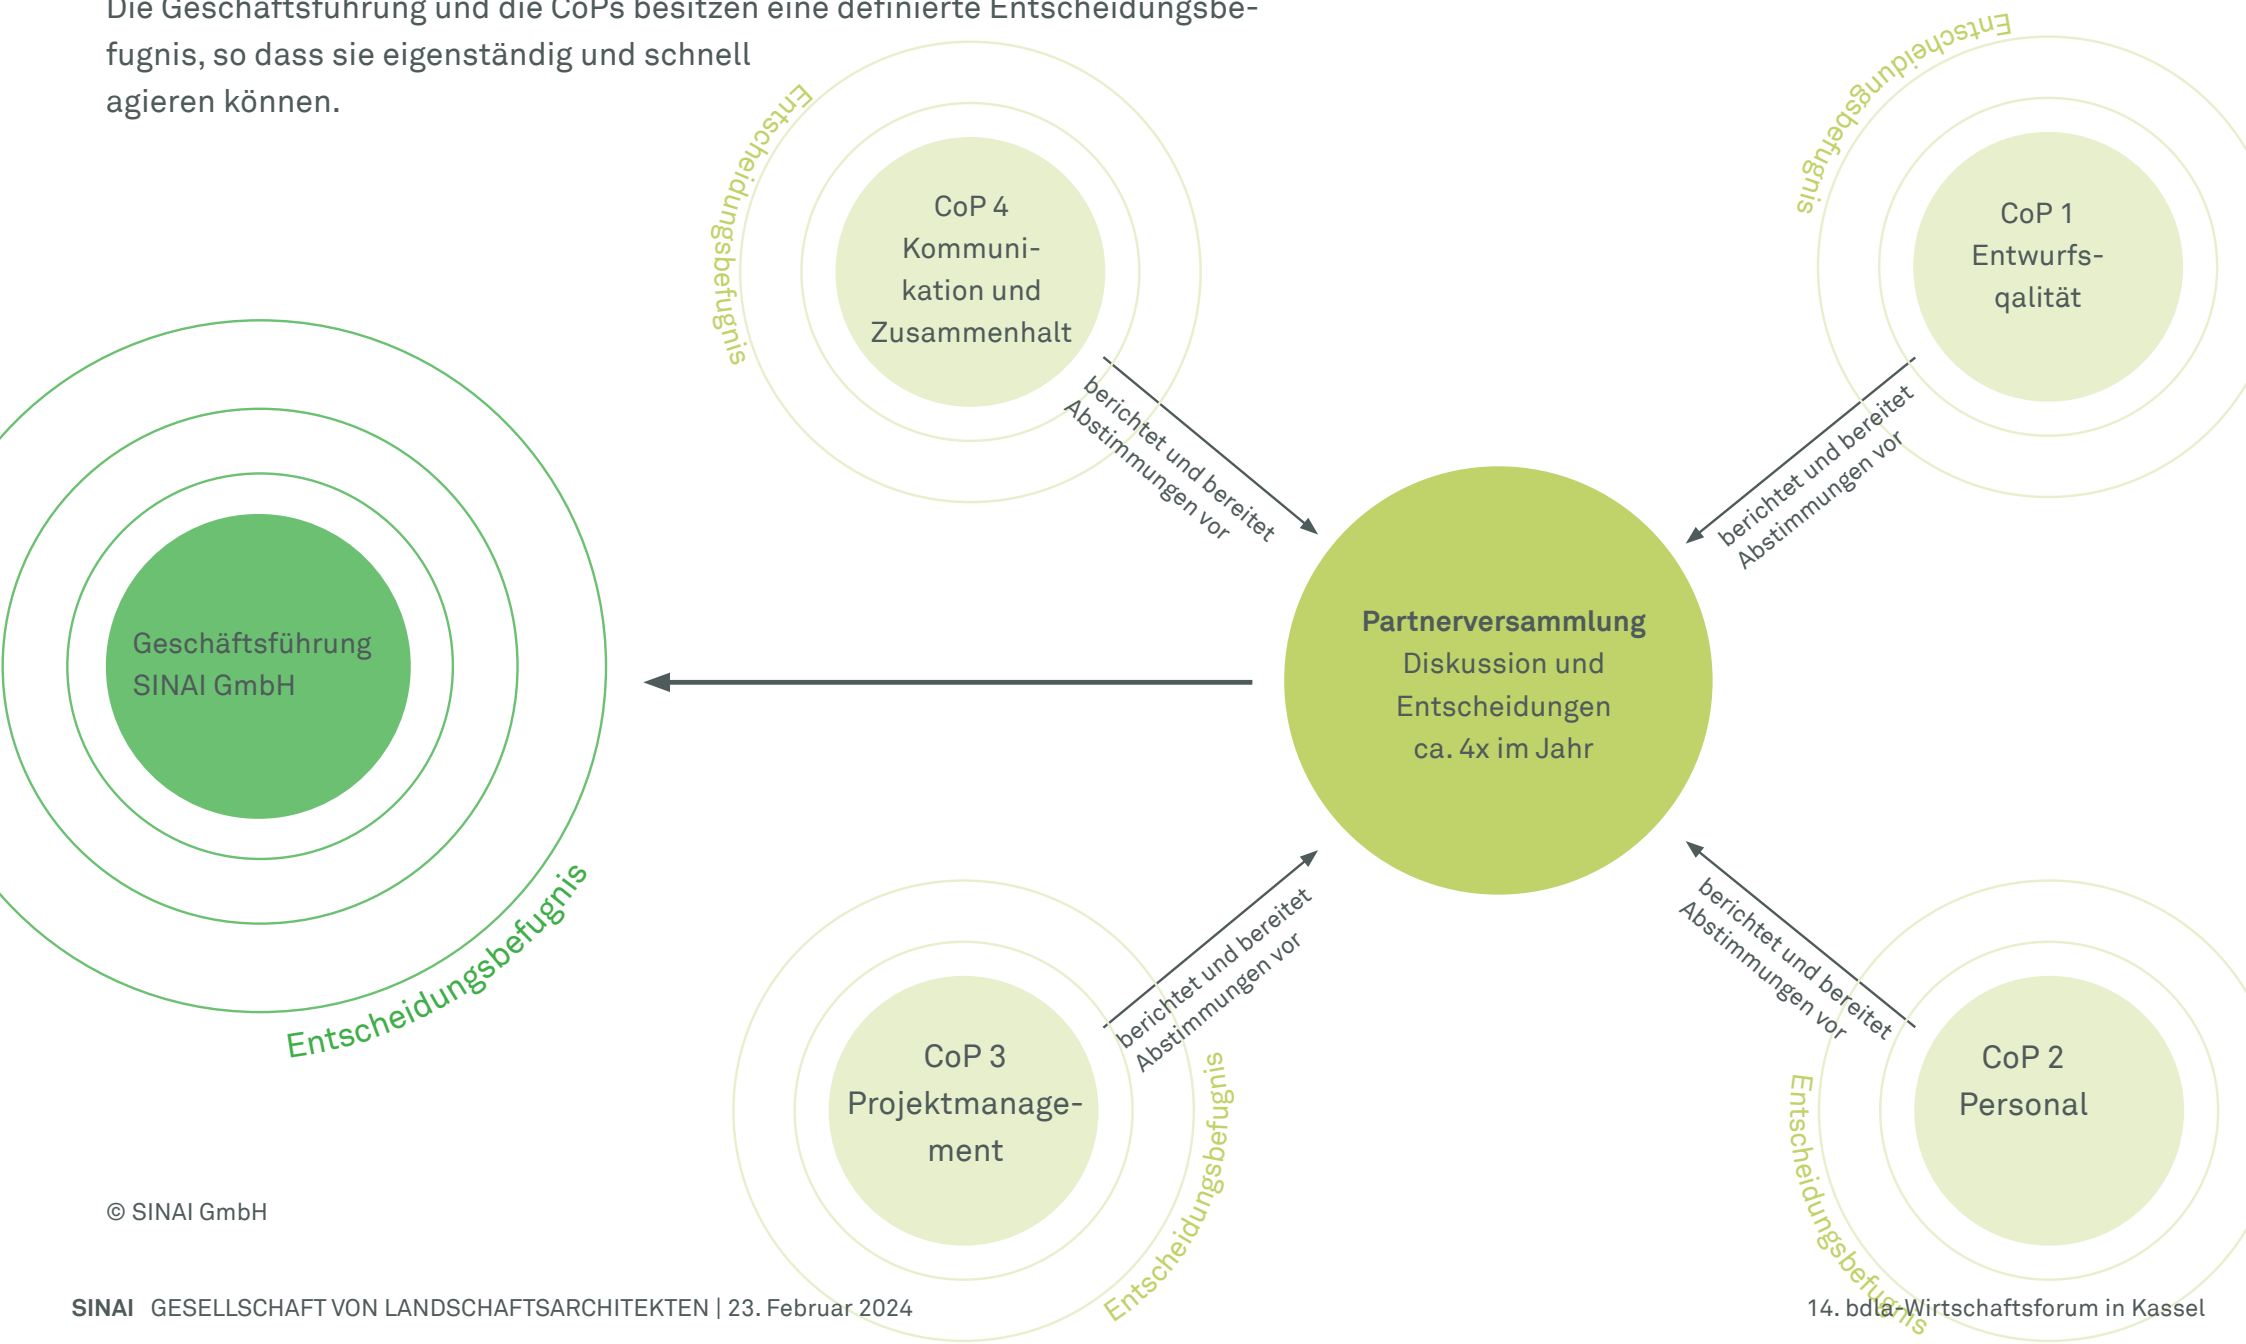 Die Geschäftsführung und die CoPs besitzen eine definierte Entscheidungsbe-
fugnis, so dass sie eigenständig und schnell
agieren können.
Entscheidungsbefugnis
CoP 4
Kommuni-
kation und
Zusammenhalt
berichtet und bereitet
Abstimmungen vor
Entscheidungsbefugnis
CoP 1
Entwurfs-
qalität
berichtet und bereitet
Abstimmungen vor
Geschäftsführung
SINAI GmbH
Entscheidungsbefugnis
Partnerversammlung
Diskussion und
Entscheidungen
ca. 4x im Jahr
berichtet und bereitet
Abstimmungen vor
CoP 3
Projektmanage-
ment
Entscheidungsbefugnis
berichtet und bereitet
Abstimmungen vor
CoP 2
Personal
Entscheidungsbefugnis
© SINAI GmbH
SINAI GESELLSCHAFT VON LANDSCHAFTSARCHITEKTEN | 23. Februar 2024
14. bdla-Wirtschaftsforum in Kassel